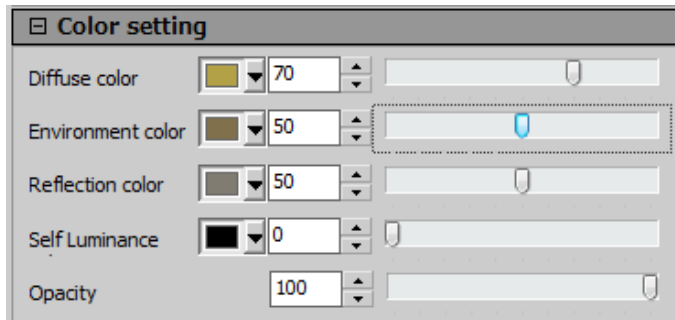 Color setting
Diffuse color 70
Environment color 50
Reflection color 50
Self Luminance 0
Opacity 100